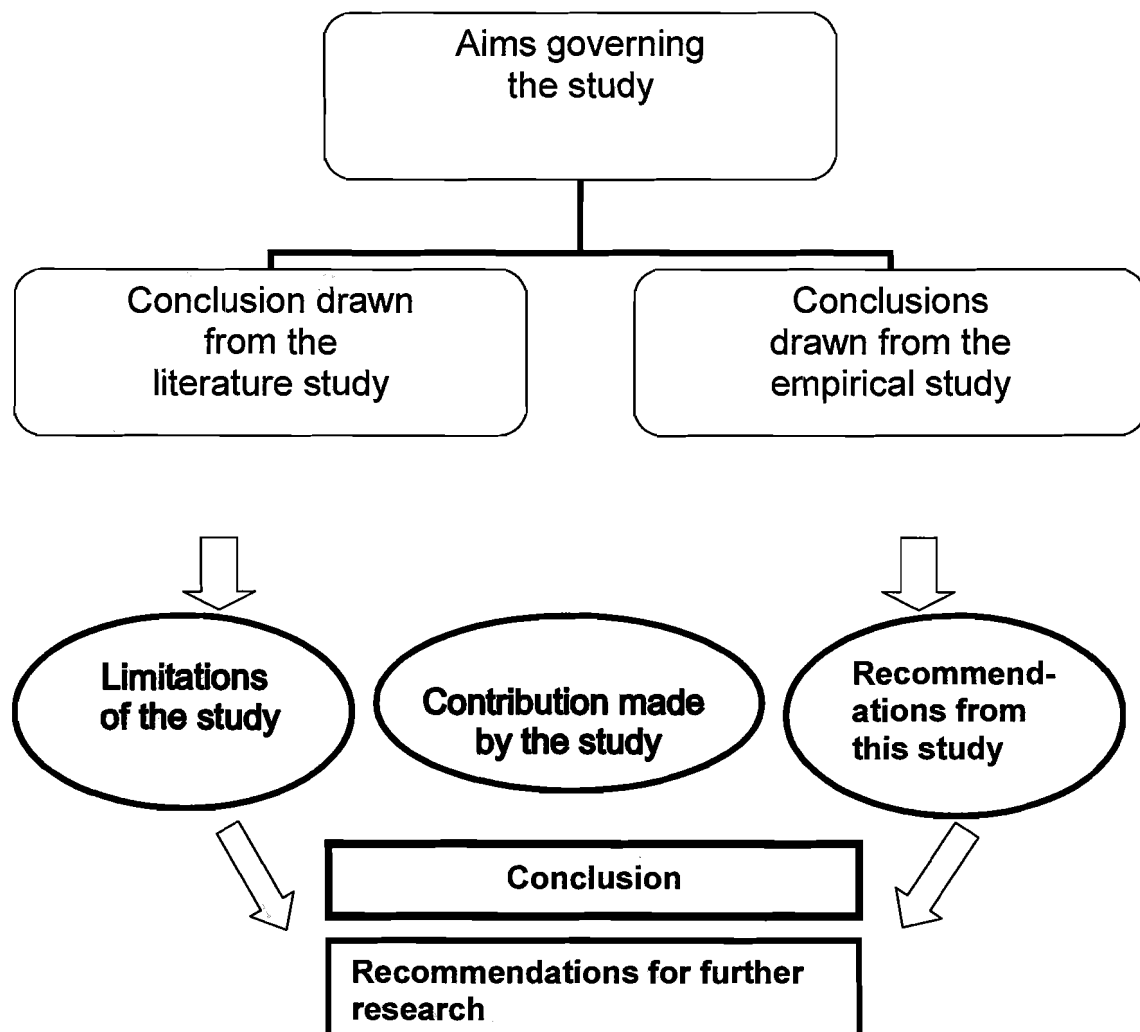 Aims governing
the study
Conclusion drawn
from the
literature study
Conclusions
drawn from the
empirical study
Limitations
of the study
Contribution made
by the study
Recommend-
ations from
this study
Conclusion
Recommendations for further
research